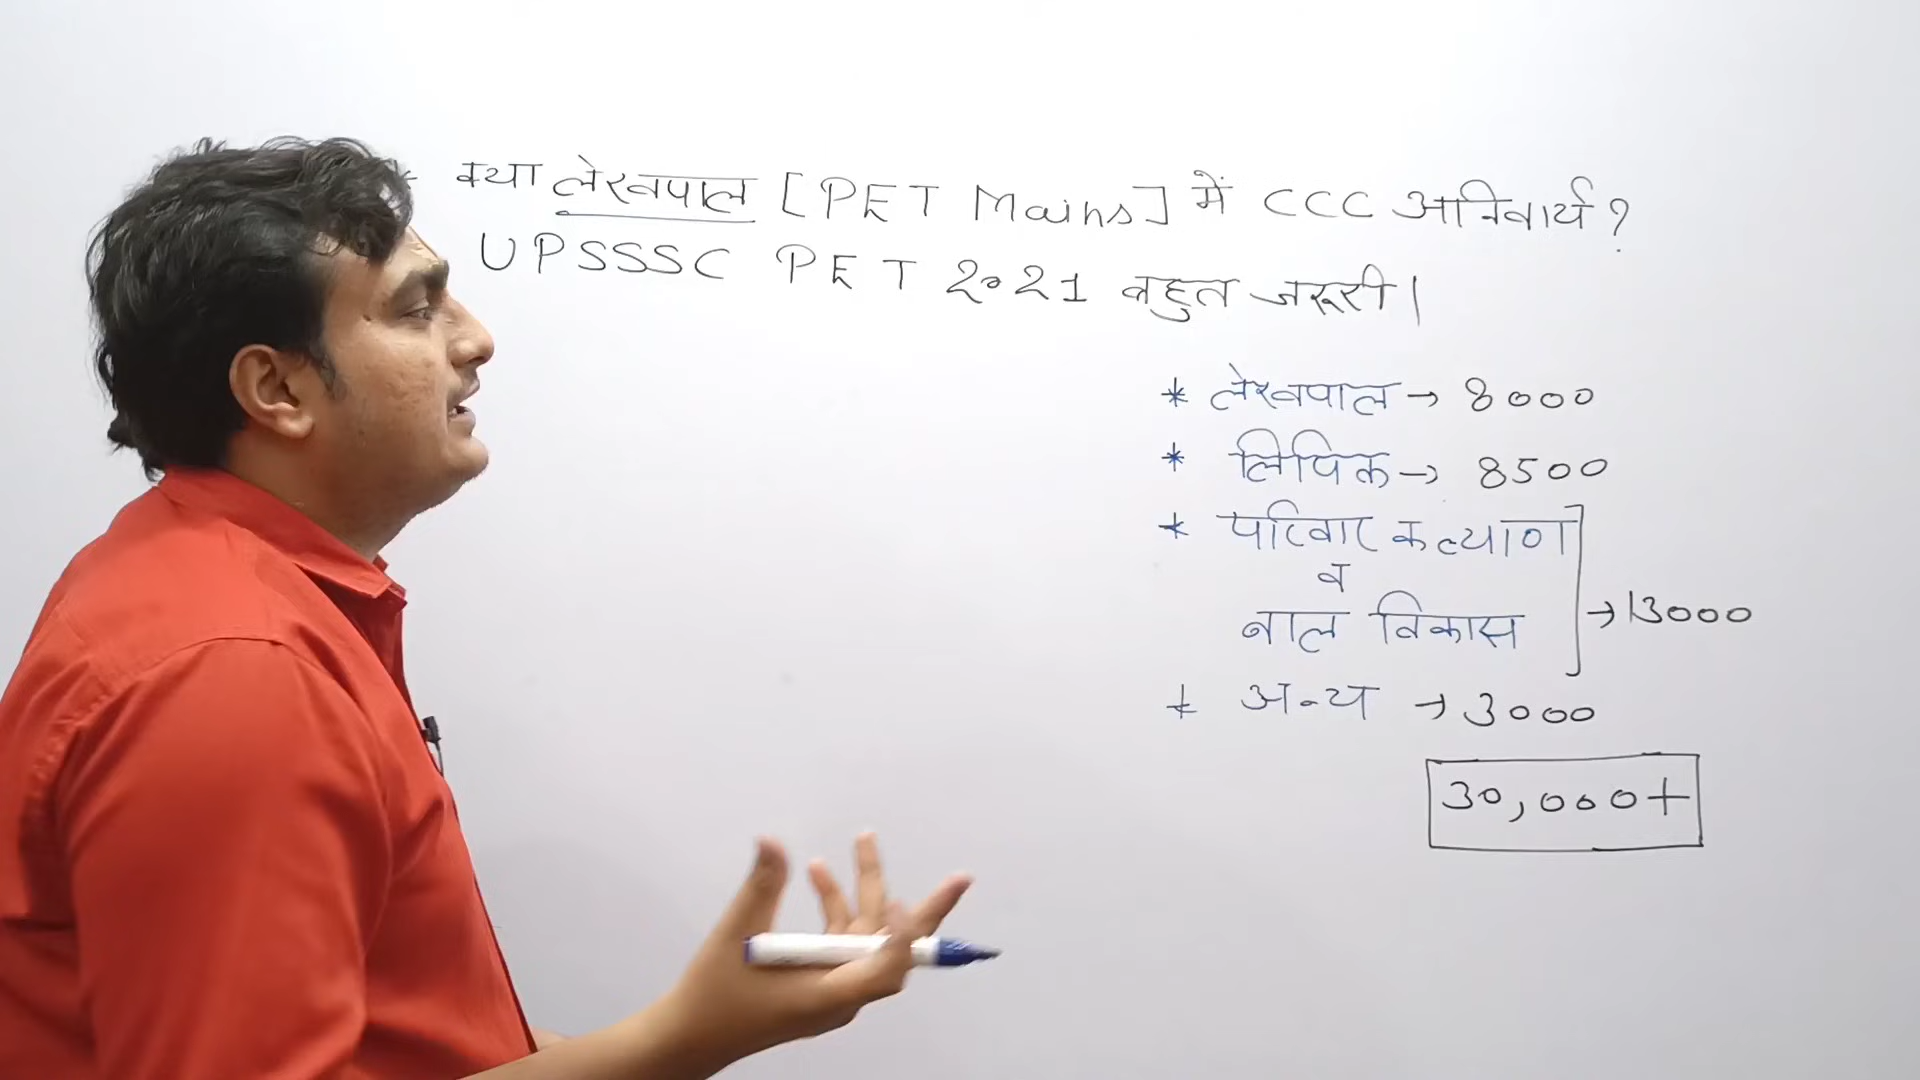 * क्या लेखपाल [PET Mains] में CCC अनिवार्य ?
UPSSSC PET 2021 बहुत जरूरी |
* लेखपाल → 8000
* लिपिक → 8500
* परिवार कल्याण
व
बाल विकास
→ 13000
* अन्य → 3000
30,000+